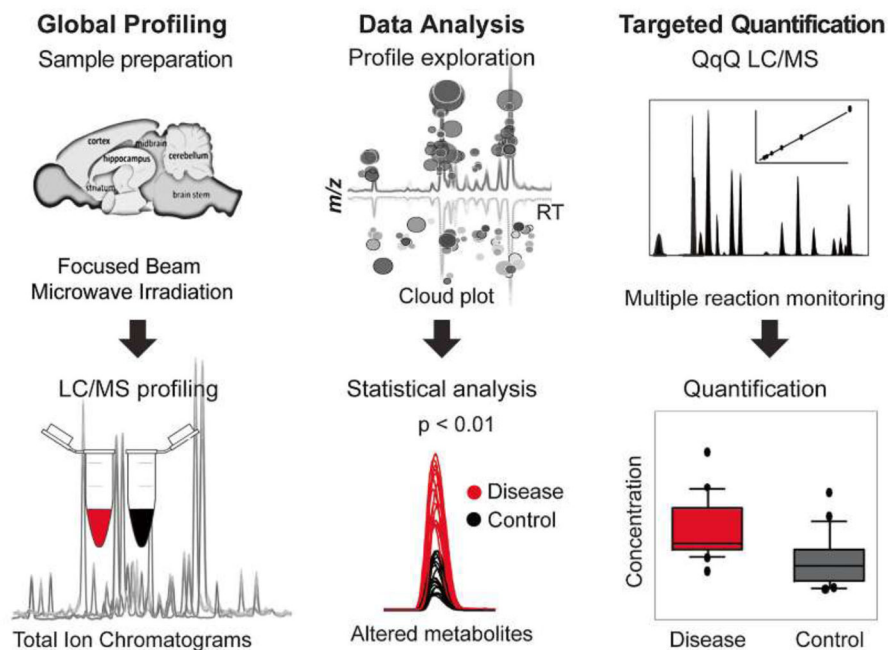 Global Profiling
Sample preparation
cortex
midbrain
hippocampus
cerebellum
striatum
brain stem
Focused Beam
Microwave Irradiation
LC/MS profiling
Total Ion Chromatograms
Data Analysis
Profile exploration
m/z
RT
Cloud plot
Statistical analysis
p < 0.01
Disease
Control
Altered metabolites
Targeted Quantification
QqQ LC/MS
Multiple reaction monitoring
Quantification
Concentration
Disease
Control